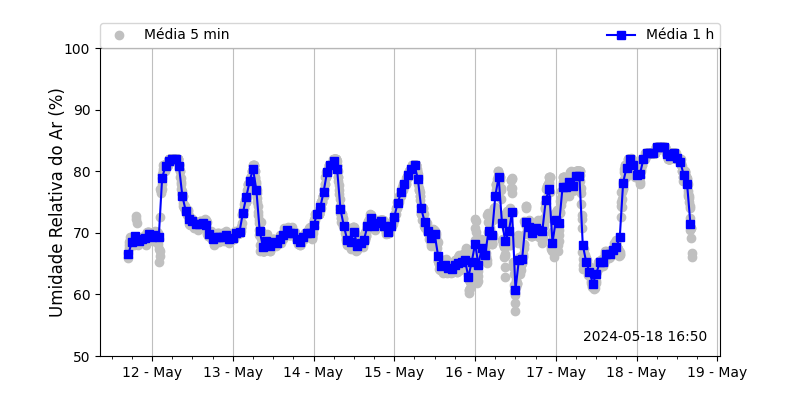 Média 5 min
Média 1 h
Umidade Relativa do Ar (%)
100
90
80
70
60
50
2024-05-18 16:50
12 - May
13 - May
14 - May
15 - May
16 - May
17 - May
18 - May
19 - May